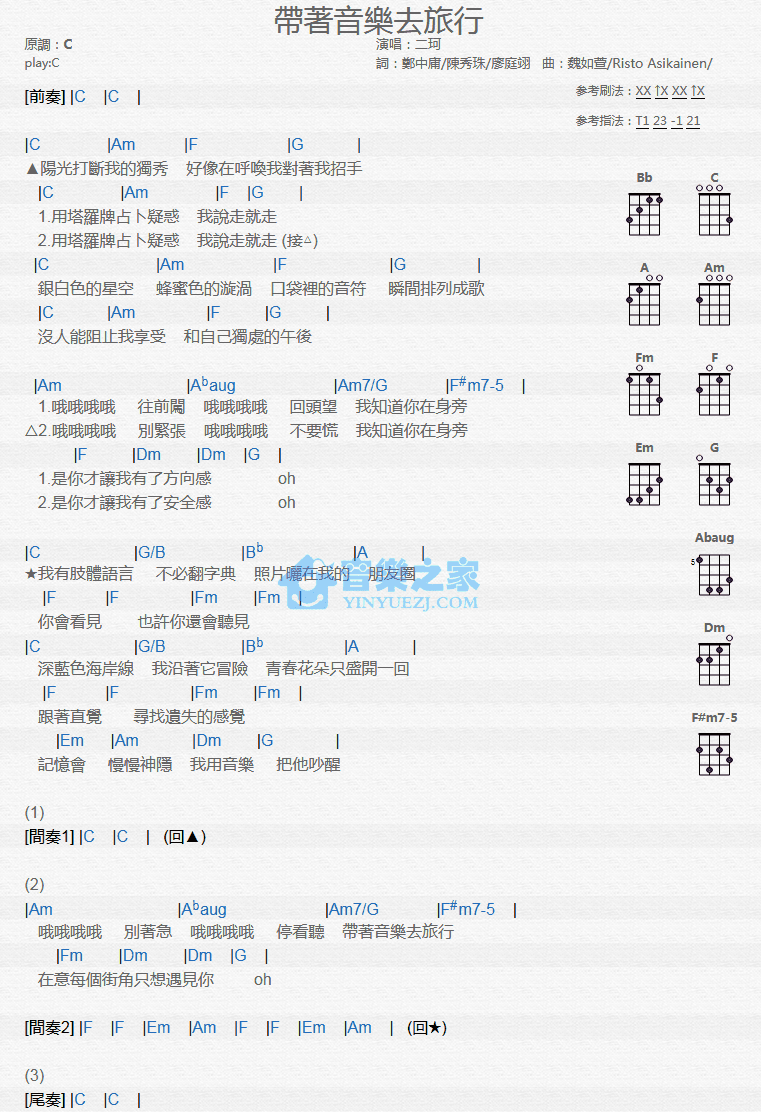 帶著音樂去旅行
原調：C
演唱：二珂
play:C
詞：鄭中庸/陳秀珠/廖庭翊 曲：魏如萱/Risto Asikainen/
參考刷法：XX ↑X XX ↑X
參考指法：T1 23 -1 21
[前奏] |C |C |
|C |Am |F |G |
▲陽光打斷我的獨秀 好像在呼喚我對著我招手
|C |Am |F |G |
1.用塔羅牌占卜疑惑 我說走就走
2.用塔羅牌占卜疑惑 我說走就走 (接△)
|C |Am |F |G |
銀白色的星空 蜂蜜色的漩渦 口袋裡的音符 瞬間排列成歌
|C |Am |F |G |
沒人能阻止我享受 和自己獨處的午後
|Am |Abaug |Am7/G |F#m7-5 |
1.哦哦哦哦 往前闖 哦哦哦哦 回頭望 我知道你在身旁
△2.哦哦哦哦 別緊張 哦哦哦哦 不要慌 我知道你在身旁
|F |Dm |Dm |G |
1.是你才讓我有了方向感 oh
2.是你才讓我有了安全感 oh
|C |G/B |Bb |A |
★我有肢體語言 不必翻字典 照片曬在我的 朋友圈
|F |F |Fm |Fm |
你會看見 也許你還會聽見
|C |G/B |Bb |A |
深藍色海岸線 我沿著它冒險 青春花朵只盛開一回
|F |F |Fm |Fm |
跟著直覺 尋找遺失的感覺
|Em |Am |Dm |G |
記憶會 慢慢神隱 我用音樂 把他吵醒
(1)
[間奏1] |C |C | (回▲)
(2)
|Am |Abaug |Am7/G |F#m7-5 |
哦哦哦哦 別著急 哦哦哦哦 停看聽 帶著音樂去旅行
|Fm |Dm |Dm |G |
在意每個街角只想遇見你 oh
[間奏2] |F |F |Em |Am |F |F |Em |Am | (回★)
(3)
[尾奏] |C |C |
Bb C
A Am
Fm F
Em G
Abaug
5
Dm
F#m7-5
音樂之家
YINYUEZJ.COM